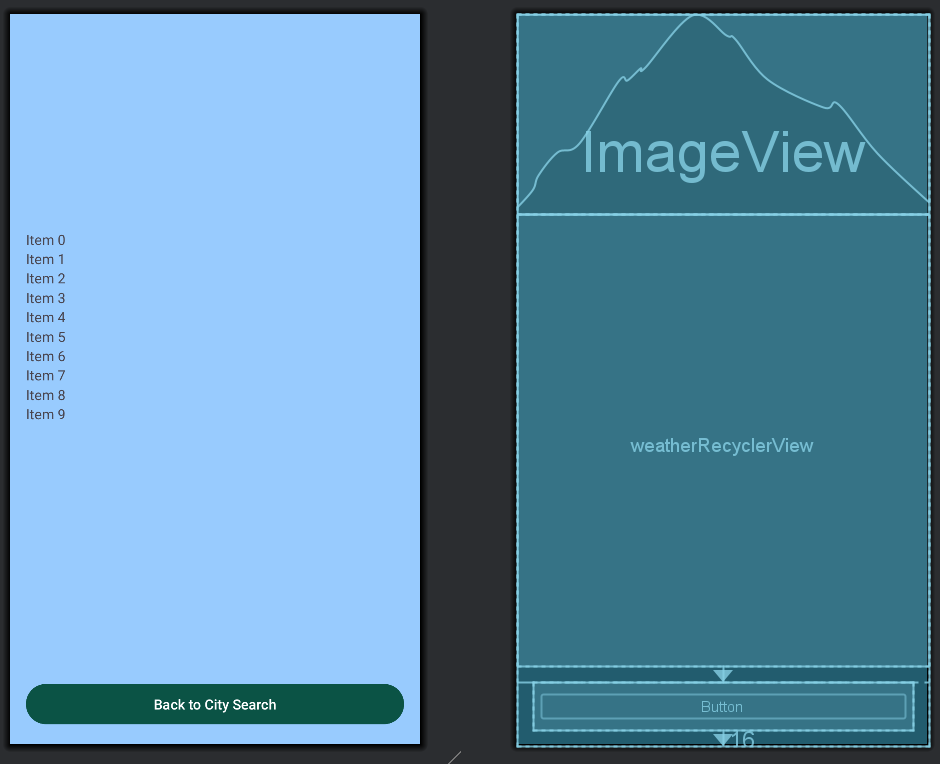 Item 0
Item 1
Item 2
Item 3
Item 4
Item 5
Item 6
Item 7
Item 8
Item 9
Back to City Search
ImageView
weatherRecyclerView
Button
16